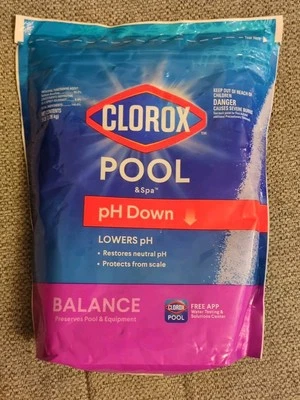 KEEP OUT OF REACH OF
CHILDREN
DANGER
CLOROX
POOL
& Spa™
pH Down
LOWERS pH
• Restores neutral pH
• Protects from scale
BALANCE
Preserves Pool & Equipment
CLOROX
POOL
FREE APP
Water Testing &
Solutions Center